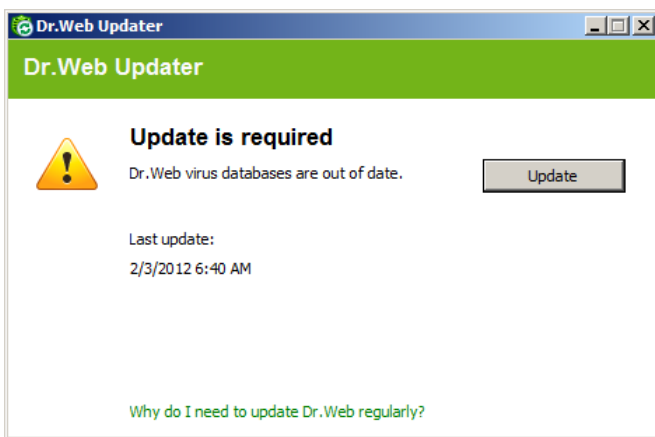 Dr.Web Updater
Dr.Web Updater
Update is required
Dr.Web virus databases are out of date.
Update
Last update:
2/3/2012 6:40 AM
Why do I need to update Dr.Web regularly?